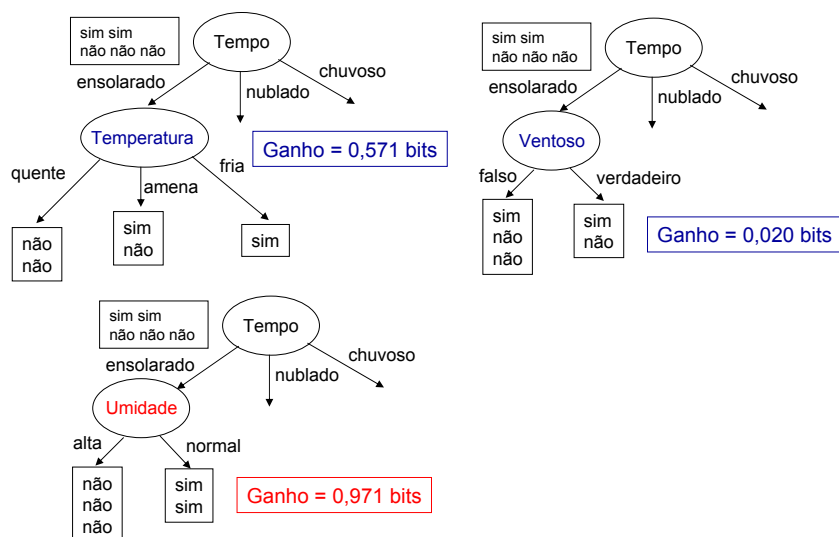 sim sim
não não não
Tempo
ensolarado
nublado
chuvoso
Temperatura
Ganho = 0,571 bits
quente
amena
fria
não
não
sim
não
sim
sim sim
não não não
Tempo
ensolarado
nublado
chuvoso
Ventoso
falso
verdadeiro
sim
não
não
sim
não
Ganho = 0,020 bits
sim sim
não não não
Tempo
ensolarado
nublado
chuvoso
Umidade
alta
normal
não
não
não
sim
sim
Ganho = 0,971 bits